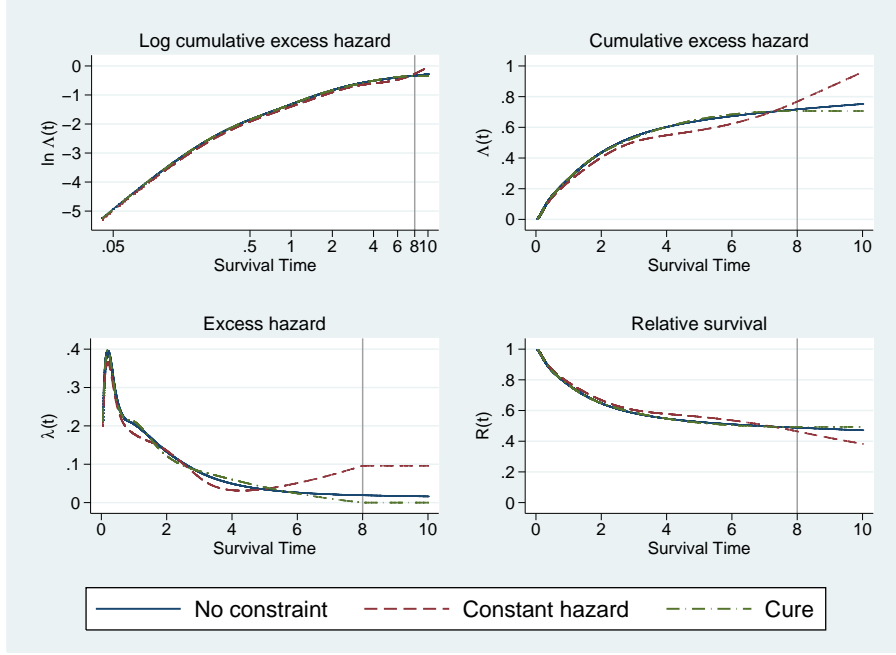 Log cumulative excess hazard
0
−1
−2
−3
−4
−5
ln Λ(t)
.05 .5 1 2 4 6 8 10
Survival Time
Cumulative excess hazard
1
.8
.6
.4
.2
0
Λ(t)
0 2 4 6 8 10
Survival Time
Excess hazard
.4
.3
.2
.1
0
λ(t)
0 2 4 6 8 10
Survival Time
Relative survival
1
.8
.6
.4
.2
0
R(t)
0 2 4 6 8 10
Survival Time
No constraint Constant hazard Cure